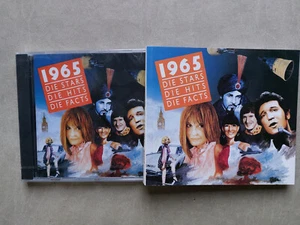 1965
DIE STARS
DIE HITS
DIE FACTS
1965
DIE STARS
DIE HITS
DIE FACTS